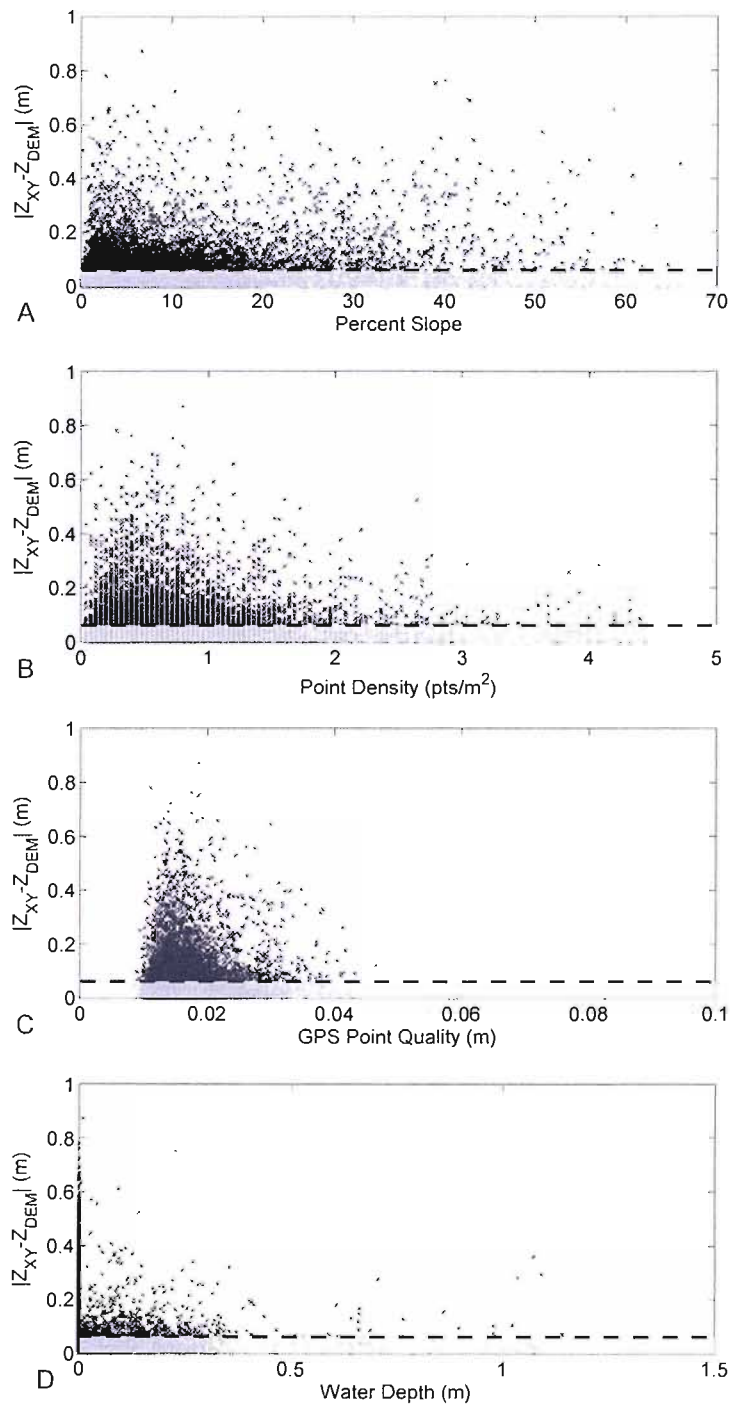 1
0.8
0.6
0.4
0.2
0
|Z_XY-Z_DEM| (m)
0 10 20 30 40 50 60 70
Percent Slope
A
1
0.8
0.6
0.4
0.2
0
|Z_XY-Z_DEM| (m)
0 1 2 3 4 5
Point Density (pts/m²)
B
1
0.8
0.6
0.4
0.2
0
|Z_XY-Z_DEM| (m)
0 0.02 0.04 0.06 0.08 0.1
GPS Point Quality (m)
C
1
0.8
0.6
0.4
0.2
0
|Z_XY-Z_DEM| (m)
0 0.5 1 1.5
Water Depth (m)
D